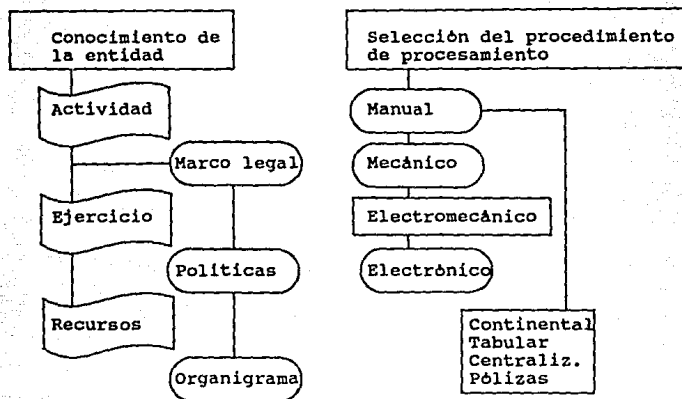 Conocimiento de
la entidad
Actividad
Marco legal
Ejercicio
Políticas
Recursos
Organigrama
Selección del procedimiento
de procesamiento
Manual
Mecánico
Electromecánico
Electrónico
Continental
Tabular
Centraliz.
Pólizas